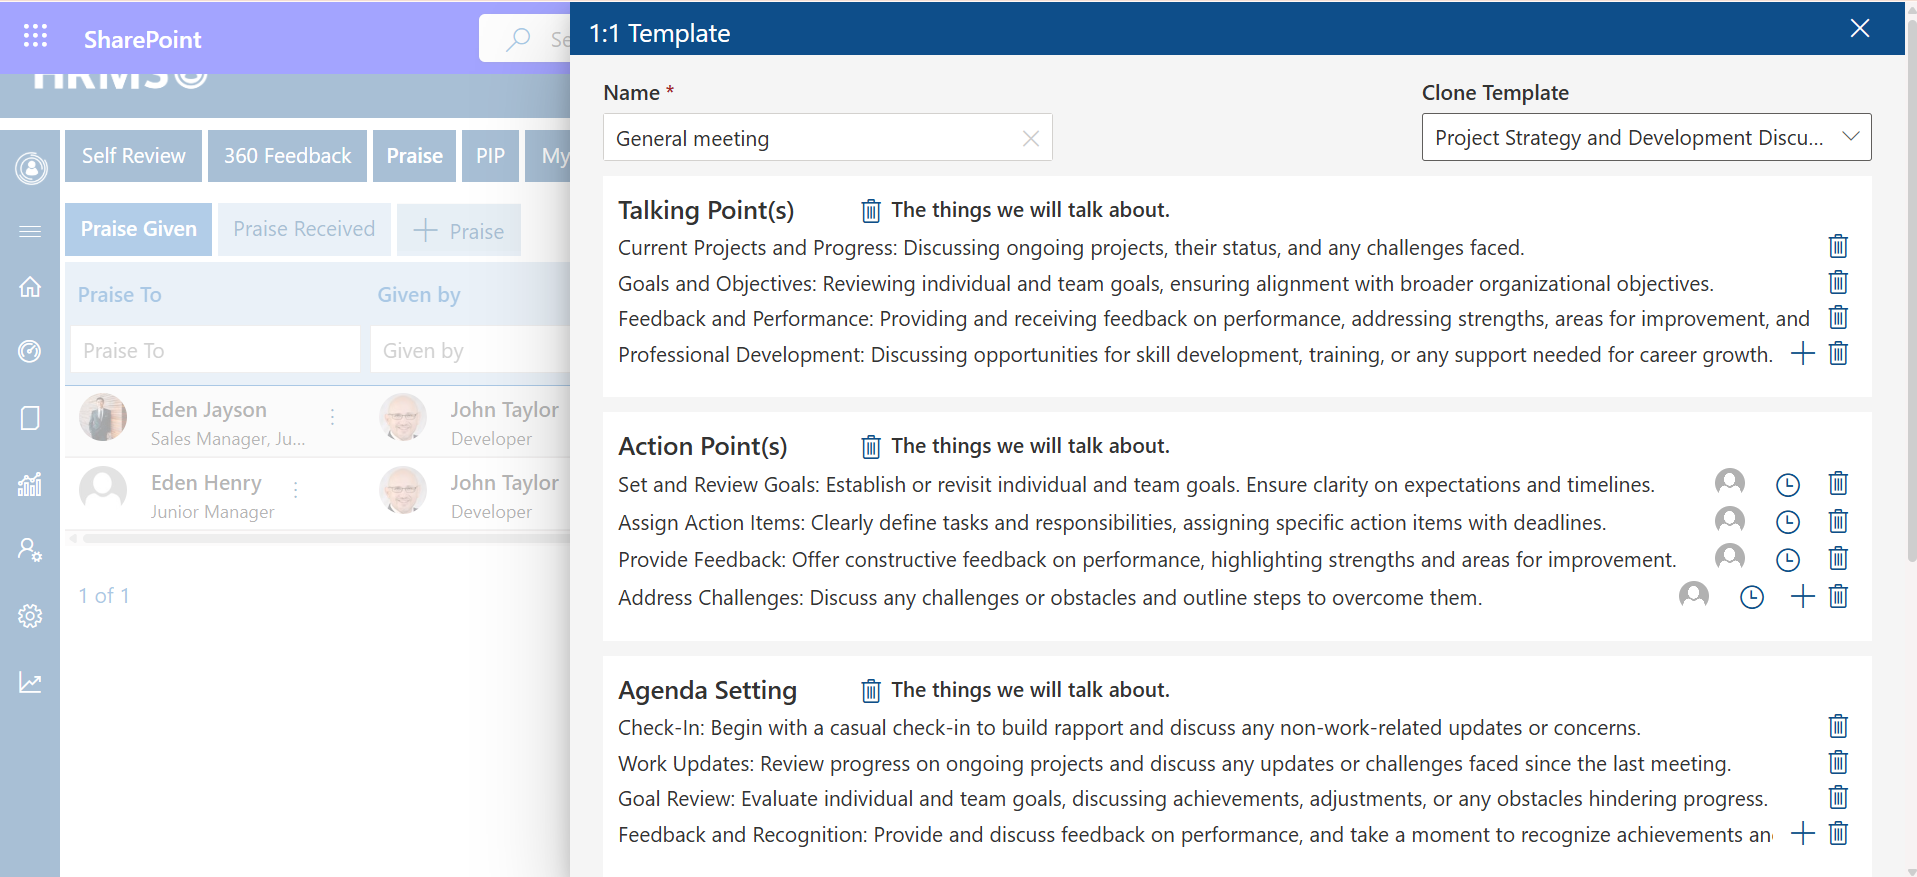 SharePoint
Se
1:1 Template
HRMS
Name *
Clone Template
General meeting
Project Strategy and Development Discu...
Self Review
360 Feedback
Praise
PIP
My
Praise Given
Praise Received
Praise
Praise To
Given by
Praise To
Given by
Eden Jayson
Sales Manager, Ju...
John Taylor
Developer
Eden Henry
Junior Manager
John Taylor
Developer
1 of 1
Talking Point(s)
The things we will talk about.
Current Projects and Progress: Discussing ongoing projects, their status, and any challenges faced.
Goals and Objectives: Reviewing individual and team goals, ensuring alignment with broader organizational objectives.
Feedback and Performance: Providing and receiving feedback on performance, addressing strengths, areas for improvement, and
Professional Development: Discussing opportunities for skill development, training, or any support needed for career growth.
Action Point(s)
The things we will talk about.
Set and Review Goals: Establish or revisit individual and team goals. Ensure clarity on expectations and timelines.
Assign Action Items: Clearly define tasks and responsibilities, assigning specific action items with deadlines.
Provide Feedback: Offer constructive feedback on performance, highlighting strengths and areas for improvement.
Address Challenges: Discuss any challenges or obstacles and outline steps to overcome them.
Agenda Setting
The things we will talk about.
Check-In: Begin with a casual check-in to build rapport and discuss any non-work-related updates or concerns.
Work Updates: Review progress on ongoing projects and discuss any updates or challenges faced since the last meeting.
Goal Review: Evaluate individual and team goals, discussing achievements, adjustments, or any obstacles hindering progress.
Feedback and Recognition: Provide and discuss feedback on performance, and take a moment to recognize achievements an